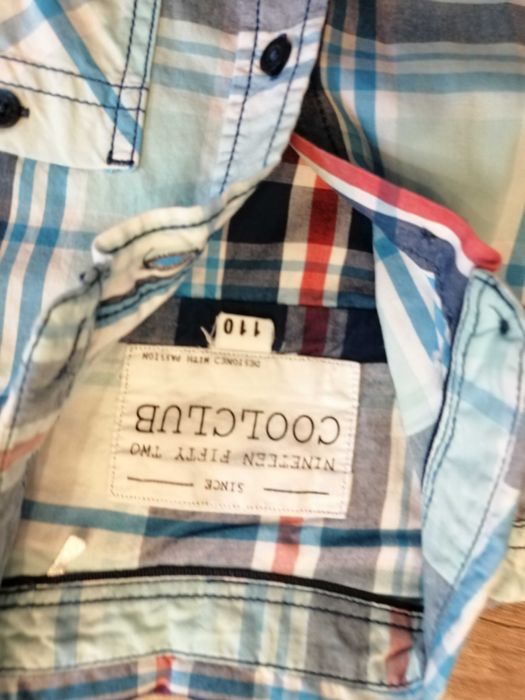 SINCE
NINETEEN FIFTY TWO
COOLCLUB
DESIGNED WITH PASSION
110